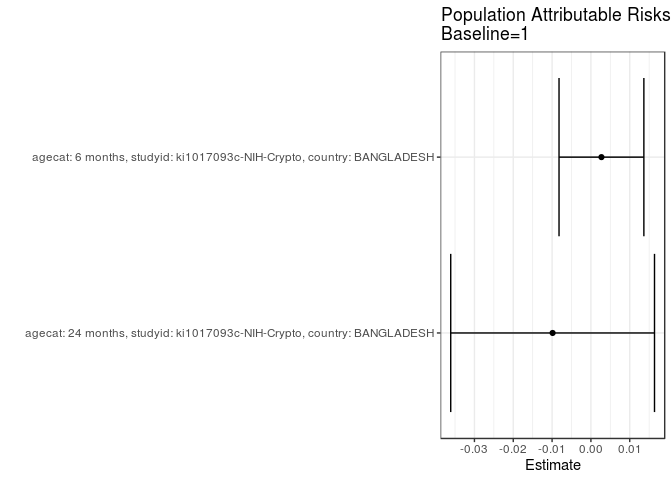 Population Attributable Risks
Baseline=1
agecat: 6 months, studyid: ki1017093c-NIH-Crypto, country: BANGLADESH
agecat: 24 months, studyid: ki1017093c-NIH-Crypto, country: BANGLADESH
-0.03 -0.02 -0.01 0.00 0.01
Estimate